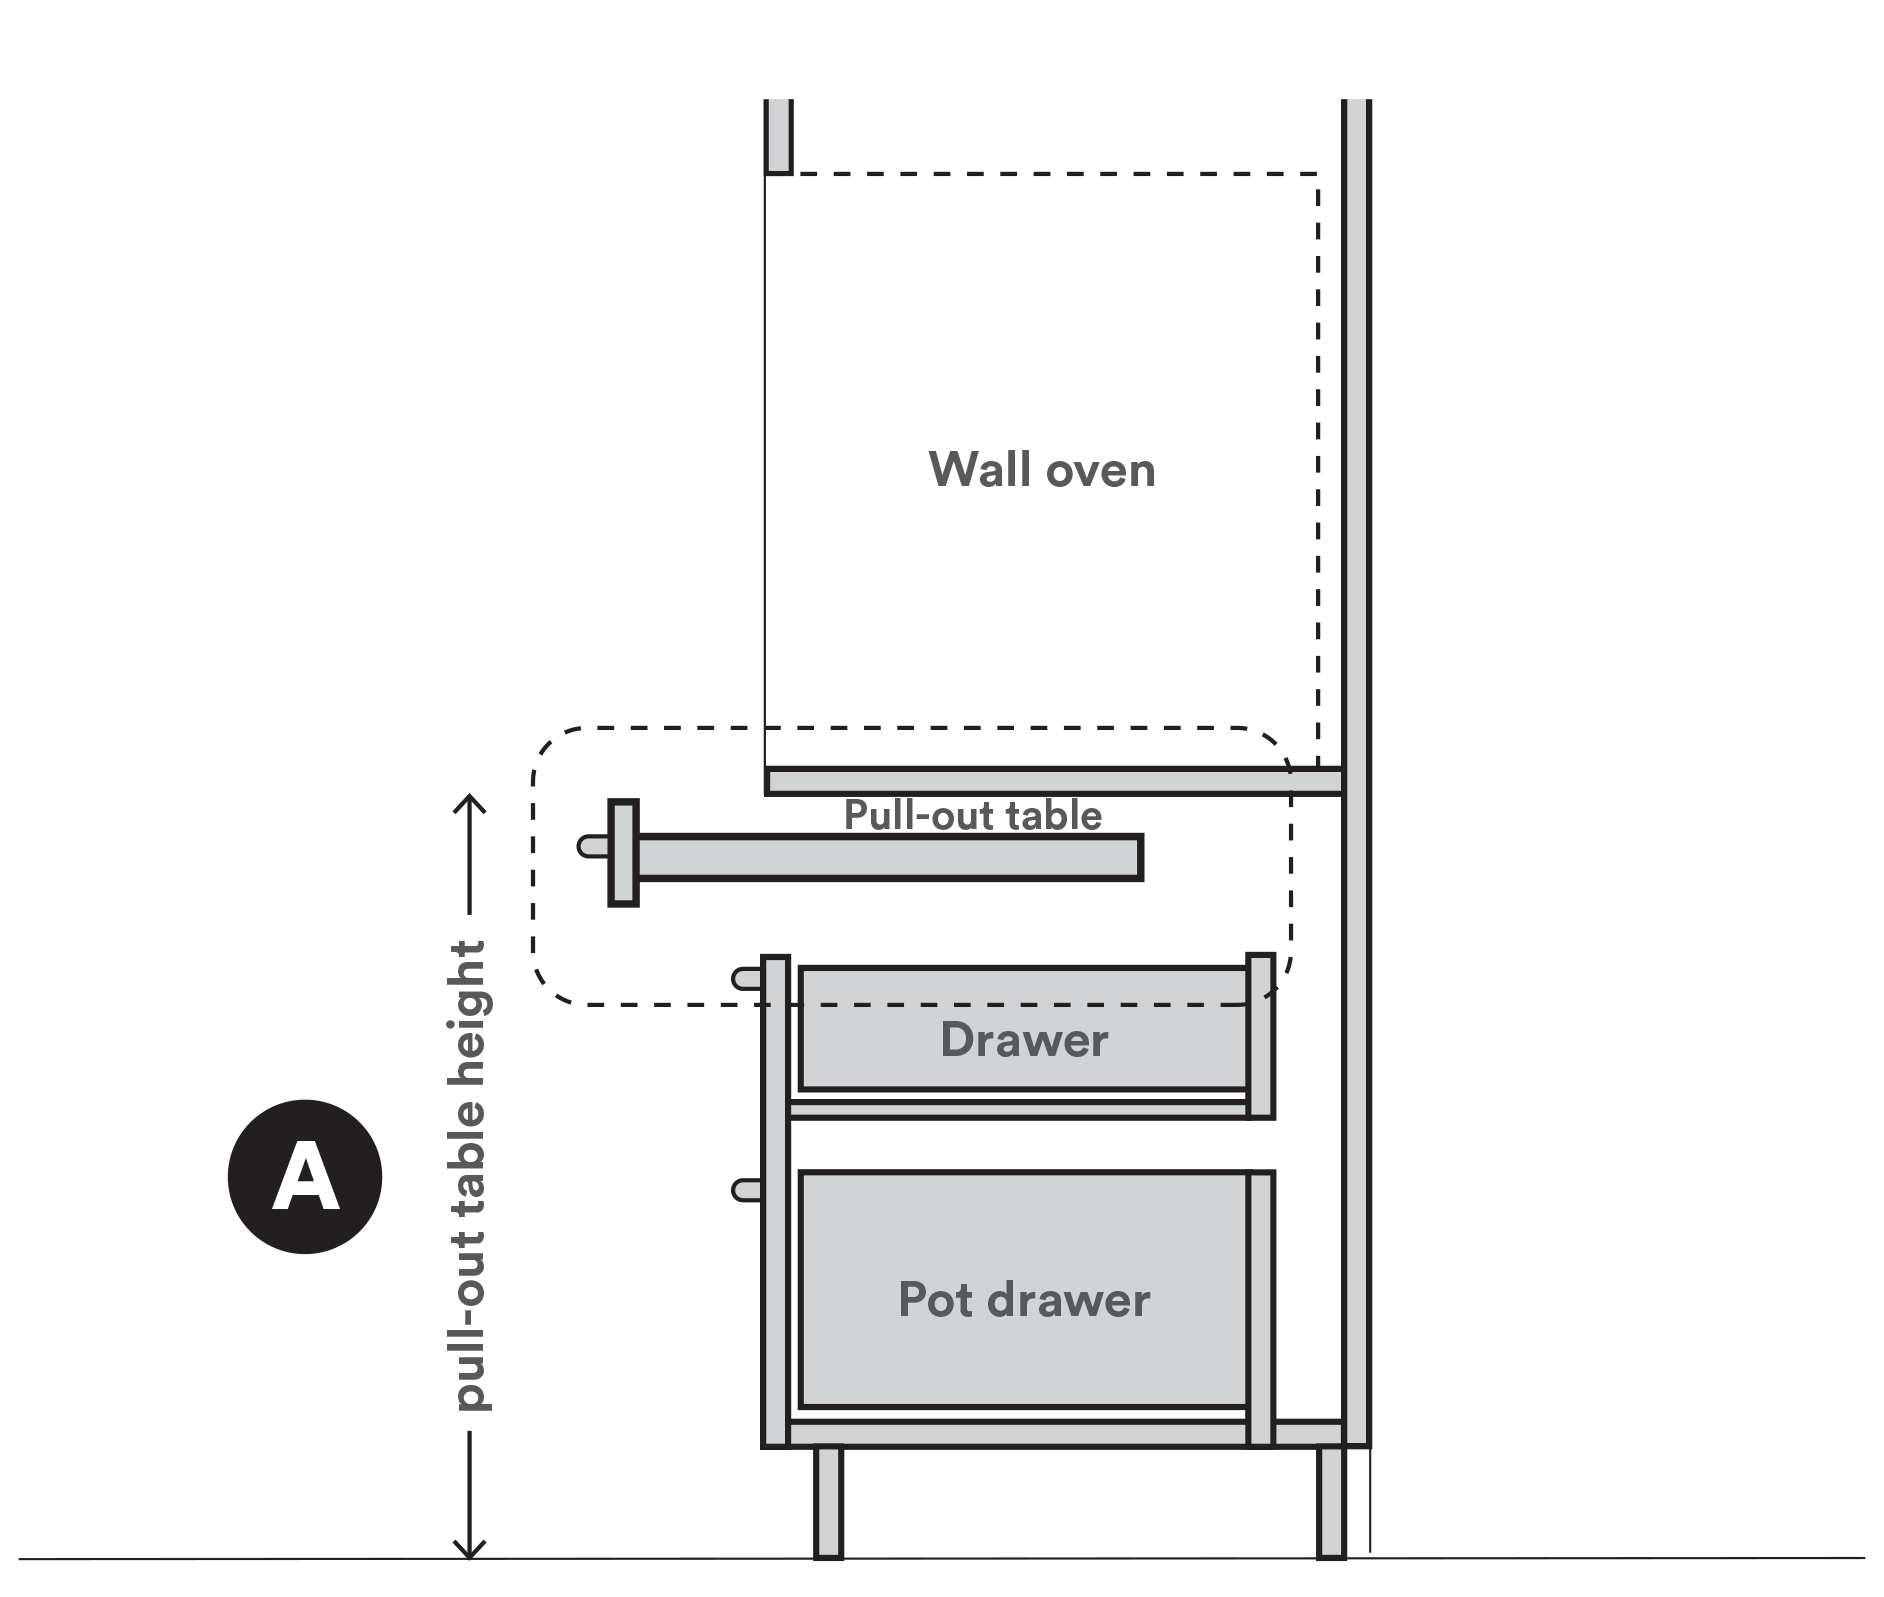 Wall oven
Pull-out table
Drawer
Pot drawer
A
pull-out table height